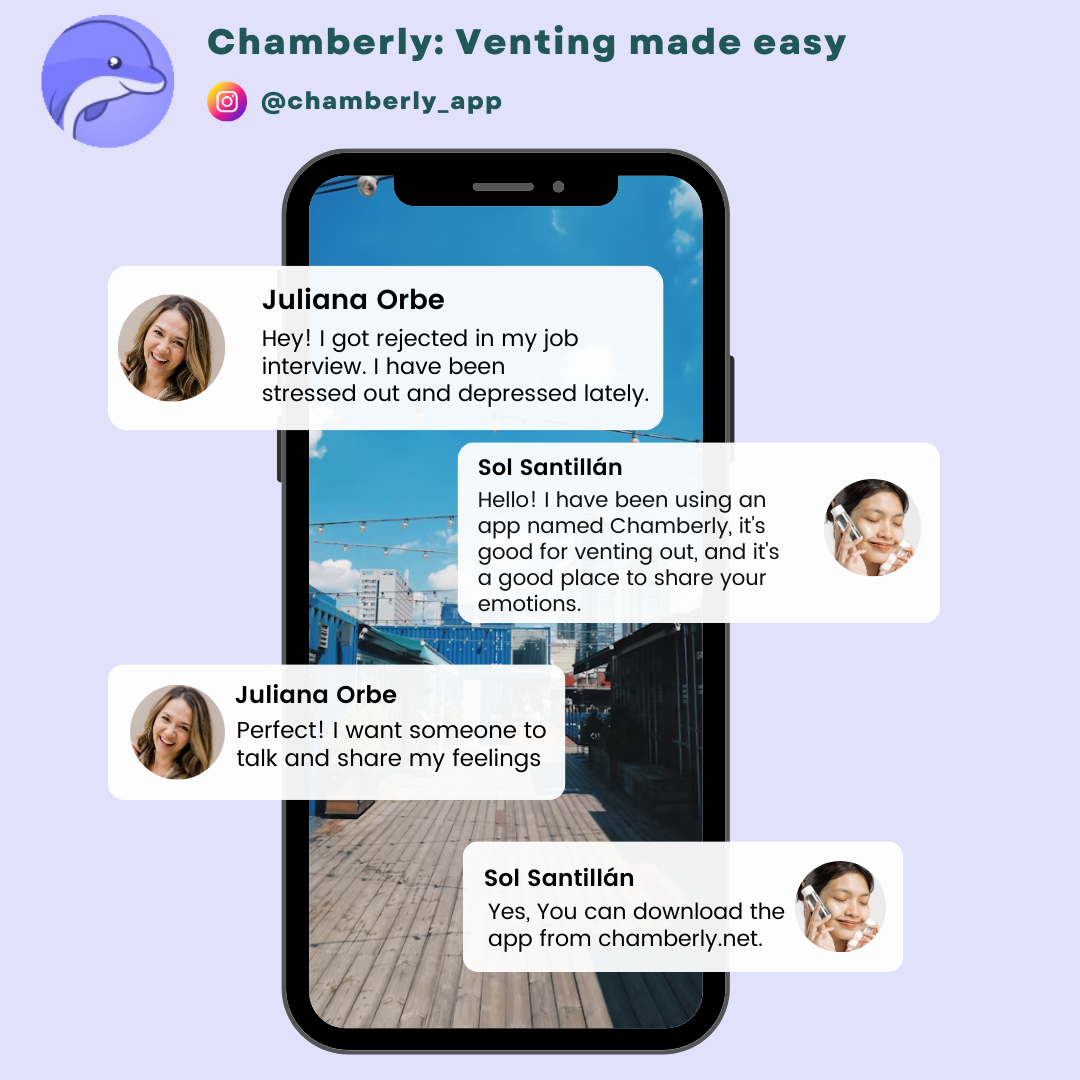 Chamberly: Venting made easy
@chamberly_app
Juliana Orbe
Hey! I got rejected in my job
interview. I have been
stressed out and depressed lately.
Sol Santillán
Hello! I have been using an
app named Chamberly, it's
good for venting out, and it's
a good place to share your
emotions.
Juliana Orbe
Perfect! I want someone to
talk and share my feelings
Sol Santillán
Yes, You can download the
app from chamberly.net.